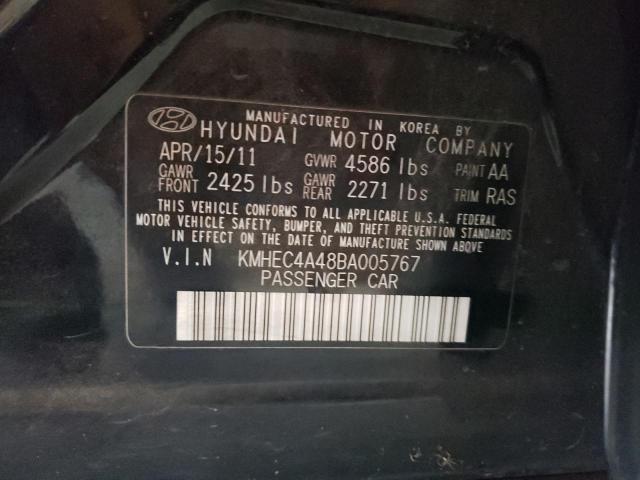 MANUFACTURED IN KOREA BY
HYUNDAI MOTOR COMPANY
APR/15/11 GVWR 4586 lbs PAINT AA
GAWR FRONT 2425 lbs GAWR REAR 2271 lbs TRIM RAS
THIS VEHICLE CONFORMS TO ALL APPLICABLE U.S.A. FEDERAL
MOTOR VEHICLE SAFETY, BUMPER, AND THEFT PREVENTION STANDARDS
IN EFFECT ON THE DATE OF MANUFACTURE SHOWN ABOVE
V.I.N KMHEC4A48BA005767
PASSENGER CAR